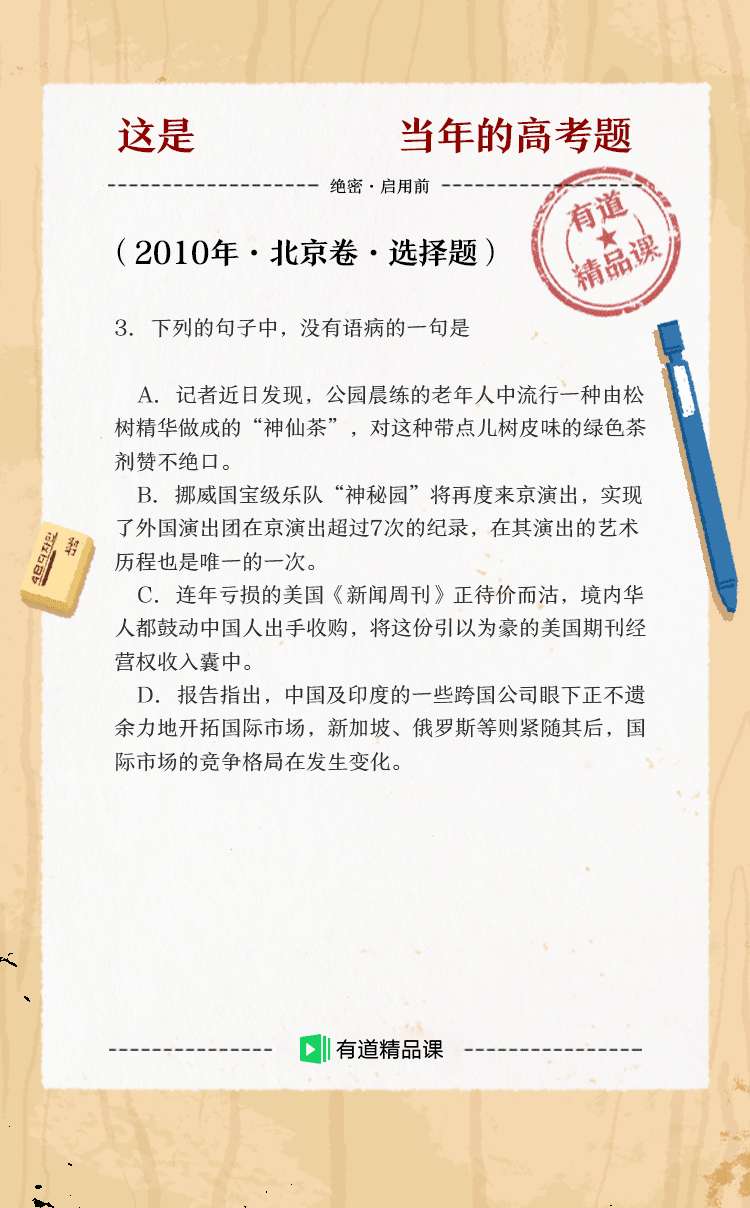 这是 当年的高考题
绝密·启用前
有道
精品课
（2010年·北京卷·选择题）
3. 下列的句子中，没有语病的一句是
A. 记者近日发现，公园晨练的老年人中流行一种由松
树精华做成的“神仙茶”，对这种带点儿树皮味的绿色茶
剂赞不绝口。
B. 挪威国宝级乐队“神秘园”将再度来京演出，实现
了外国演出团在京演出超过7次的纪录，在其演出的艺术
历程也是唯一的一次。
C. 连年亏损的美国《新闻周刊》正待价而沽，境内华
人都鼓动中国人出手收购，将这份引以为豪的美国期刊经
营权收入囊中。
D. 报告指出，中国及印度的一些跨国公司眼下正不遗
余力地开拓国际市场，新加坡、俄罗斯等则紧随其后，国
际市场的竞争格局在发生变化。
有道精品课